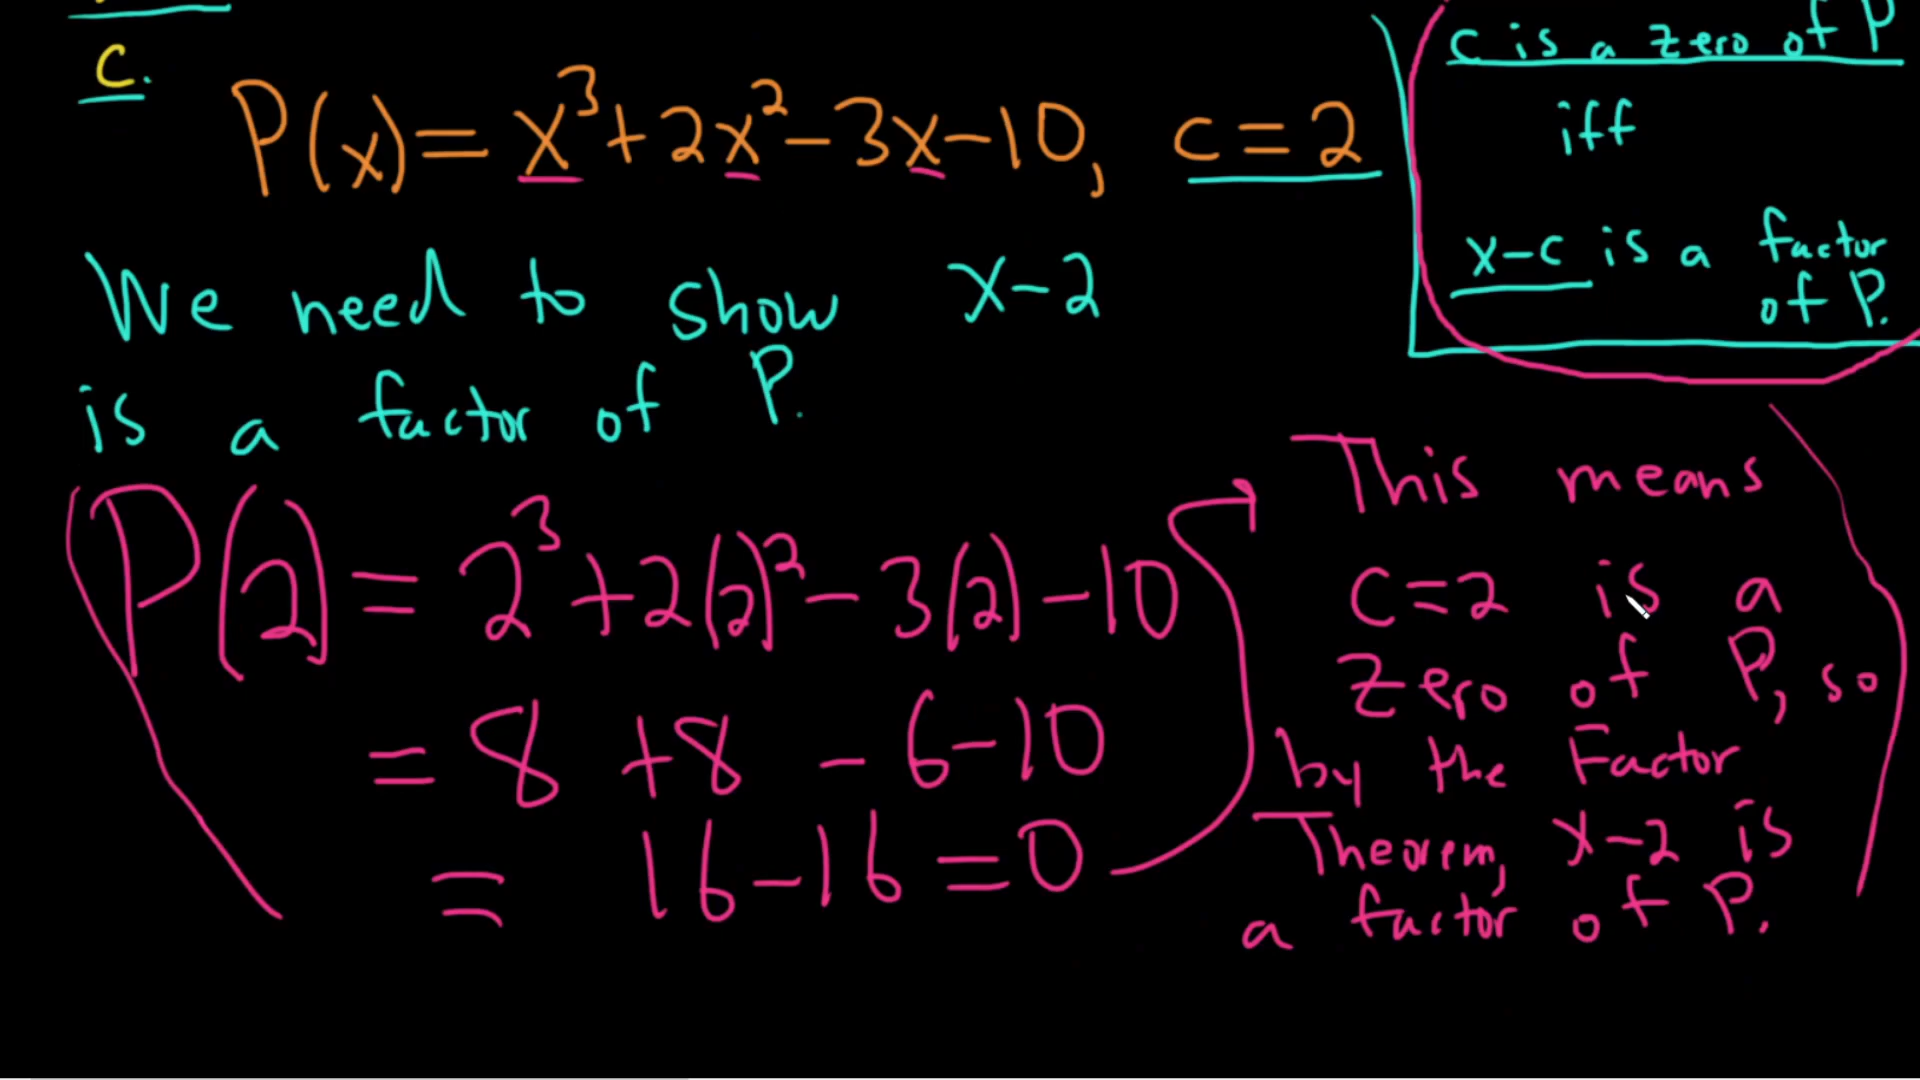 c.
P(x) = x³ + 2x² - 3x - 10, c = 2
We need to show x - 2
is a factor of P.
c is a zero of P
iff
x - c is a factor
of P.
P(2) = 2³ + 2(2)² - 3(2) - 10
= 8 + 8 - 6 - 10
= 16 - 16 = 0
This means
c = 2 is a
zero of P, so
by the Factor
Theorem, x - 2 is
a factor of P.